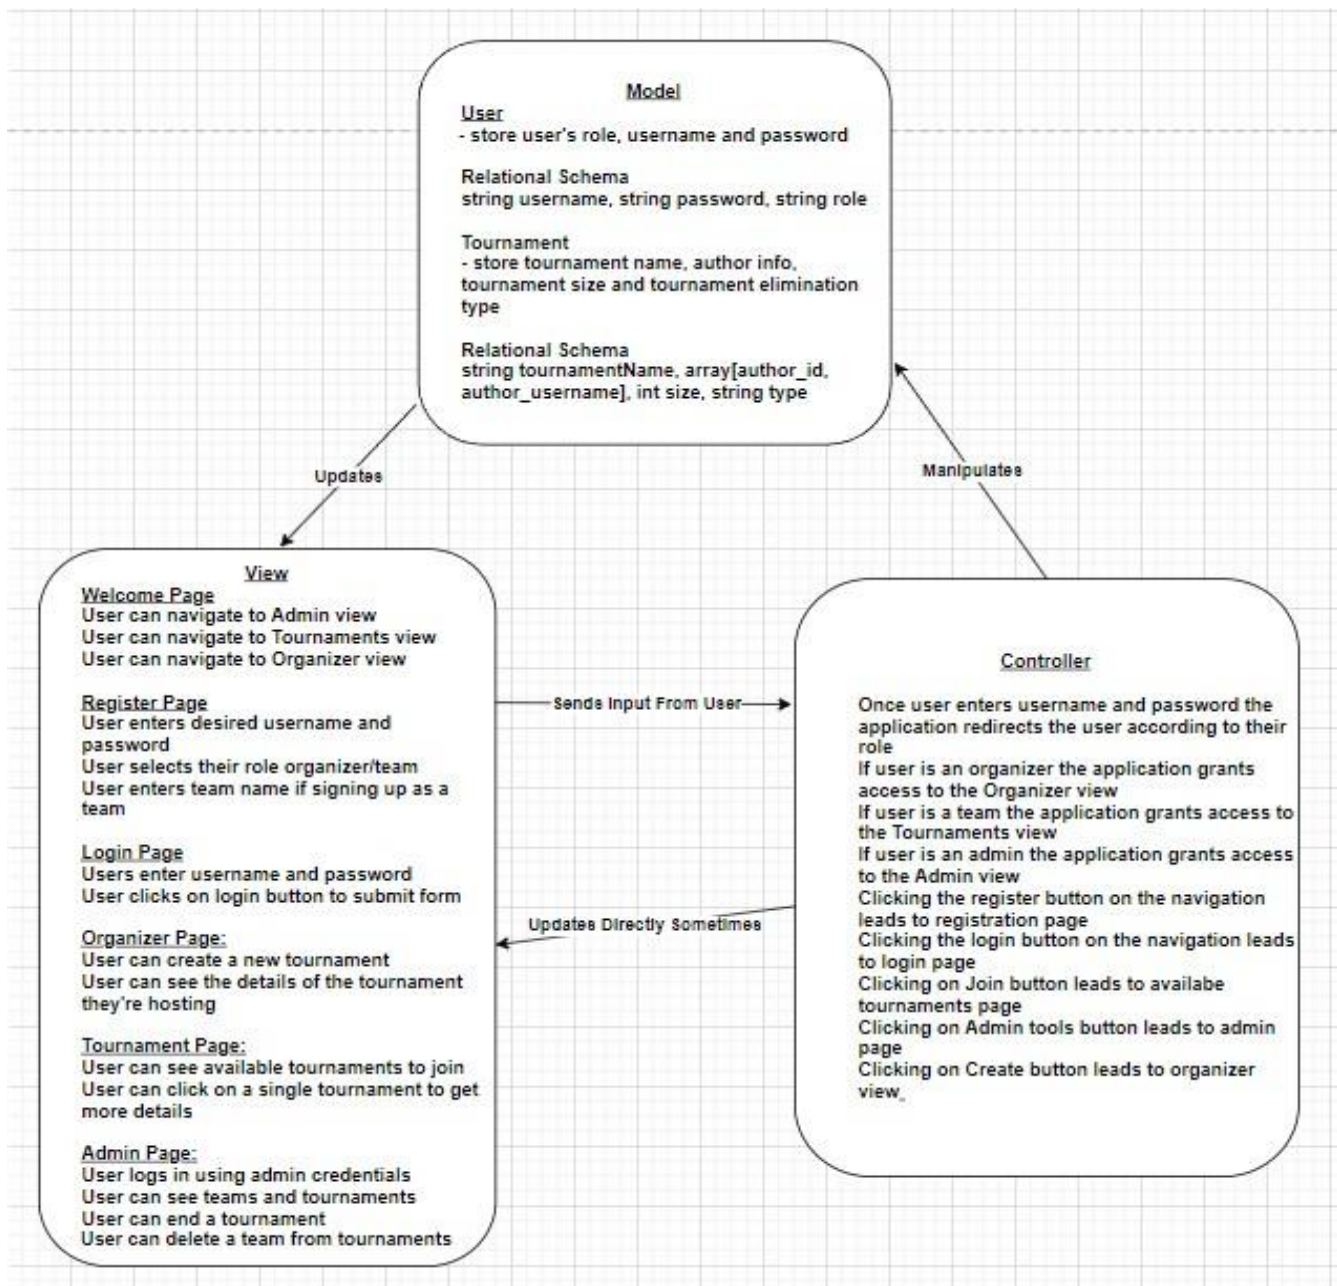 Model
User
- store user's role, username and password
Relational Schema
string username, string password, string role
Tournament
- store tournament name, author info,
tournament size and tournament elimination
type
Relational Schema
string tournamentName, array[author_id,
author_username], int size, string type
Updates
Manipulates
View
Welcome Page
User can navigate to Admin view
User can navigate to Tournaments view
User can navigate to Organizer view
Register Page
User enters desired username and
password
User selects their role organizer/team
User enters team name if signing up as a
team
Login Page
Users enter username and password
User clicks on login button to submit form
Organizer Page:
User can create a new tournament
User can see the details of the tournament
they're hosting
Tournament Page:
User can see available tournaments to join
User can click on a single tournament to get
more details
Admin Page:
User logs in using admin credentials
User can see teams and tournaments
User can end a tournament
User can delete a team from tournaments
Sends Input From User
Updates Directly Sometimes
Controller
Once user enters username and password the
application redirects the user according to their
role
If user is an organizer the application grants
access to the Organizer view
If user is a team the application grants access to
the Tournaments view
If user is an admin the application grants access
to the Admin view
Clicking the register button on the navigation
leads to registration page
Clicking the login button on the navigation leads
to login page
Clicking on Join button leads to availabe
tournaments page
Clicking on Admin tools button leads to admin
page
Clicking on Create button leads to organizer
view.